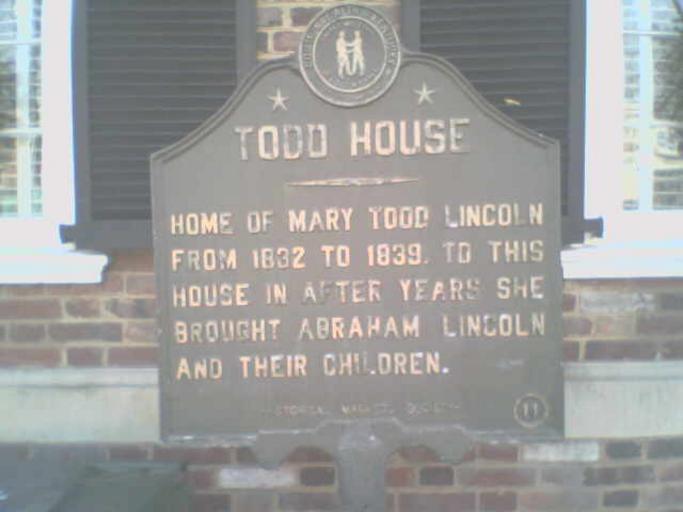 TODD HOUSE
HOME OF MARY TODD LINCOLN
FROM 1832 TO 1839. TO THIS
HOUSE IN AFTER YEARS SHE
BROUGHT ABRAHAM LINCOLN
AND THEIR CHILDREN.
11